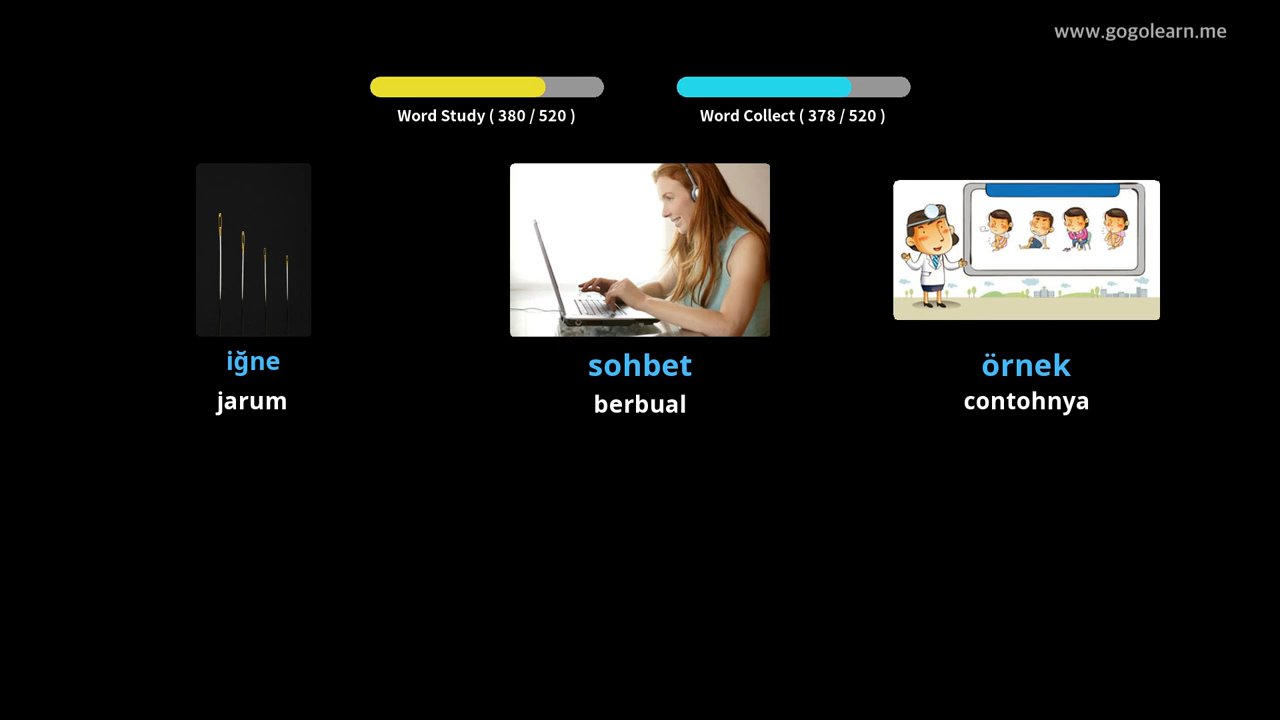 www.gogolearn.me
Word Study ( 380 / 520 )
Word Collect ( 378 / 520 )
iğne
jarum
sohbet
berbual
örnek
contohnya